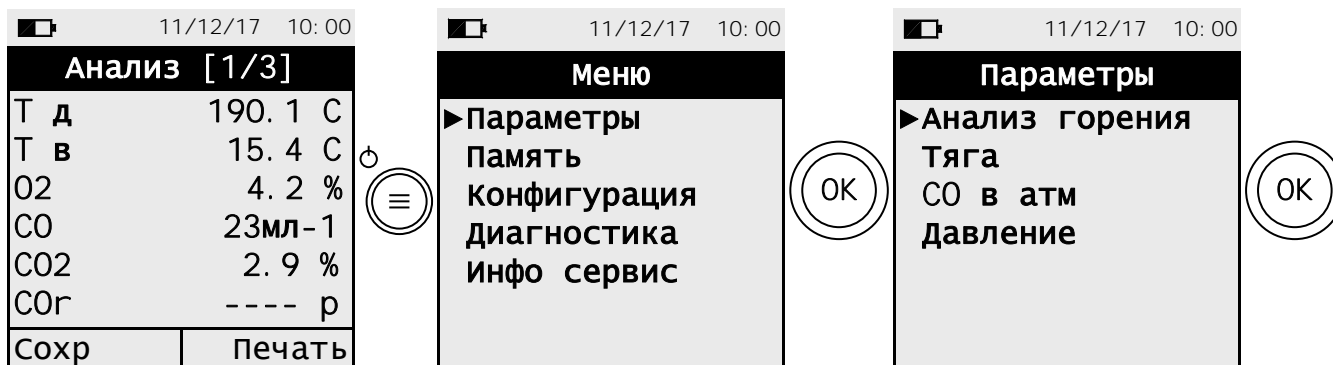 11/12/17 10:00
Анализ [1/3]
T д 190.1 C
T в 15.4 C
O2 4.2 %
CO 23мл-1
CO2 2.9 %
COr ---- p
Сохр Печать
11/12/17 10:00
Меню
►Параметры
Память
Конфигурация
Диагностика
Инфо сервис
OK
11/12/17 10:00
Параметры
►Анализ горения
Тяга
CO в атм
Давление
OK